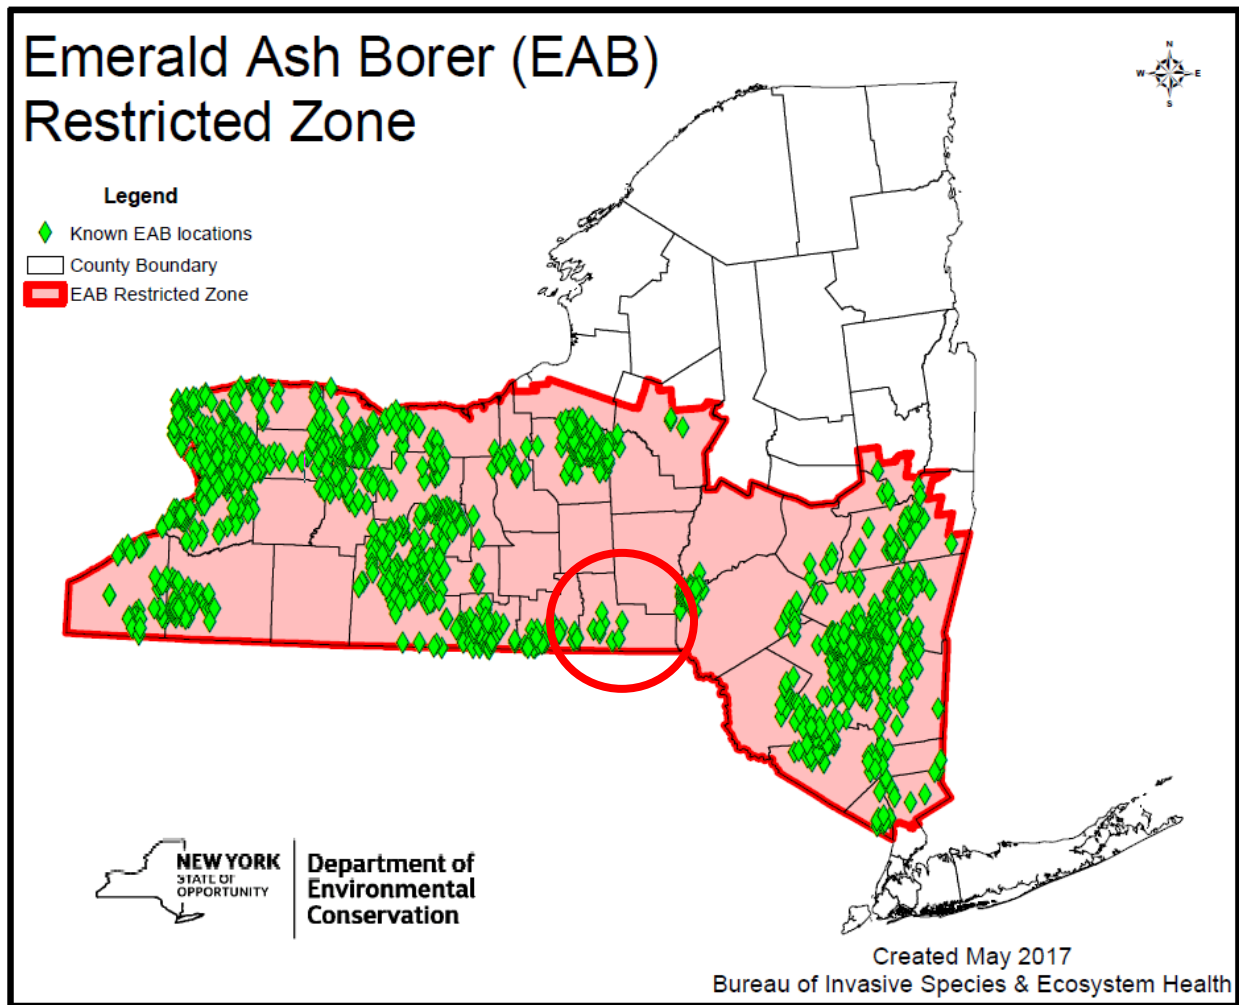 Emerald Ash Borer (EAB)
Restricted Zone
N
W
E
S
Legend
Known EAB locations
County Boundary
EAB Restricted Zone
NEW YORK
STATE OF
OPPORTUNITY
Department of
Environmental
Conservation
Created May 2017
Bureau of Invasive Species & Ecosystem Health